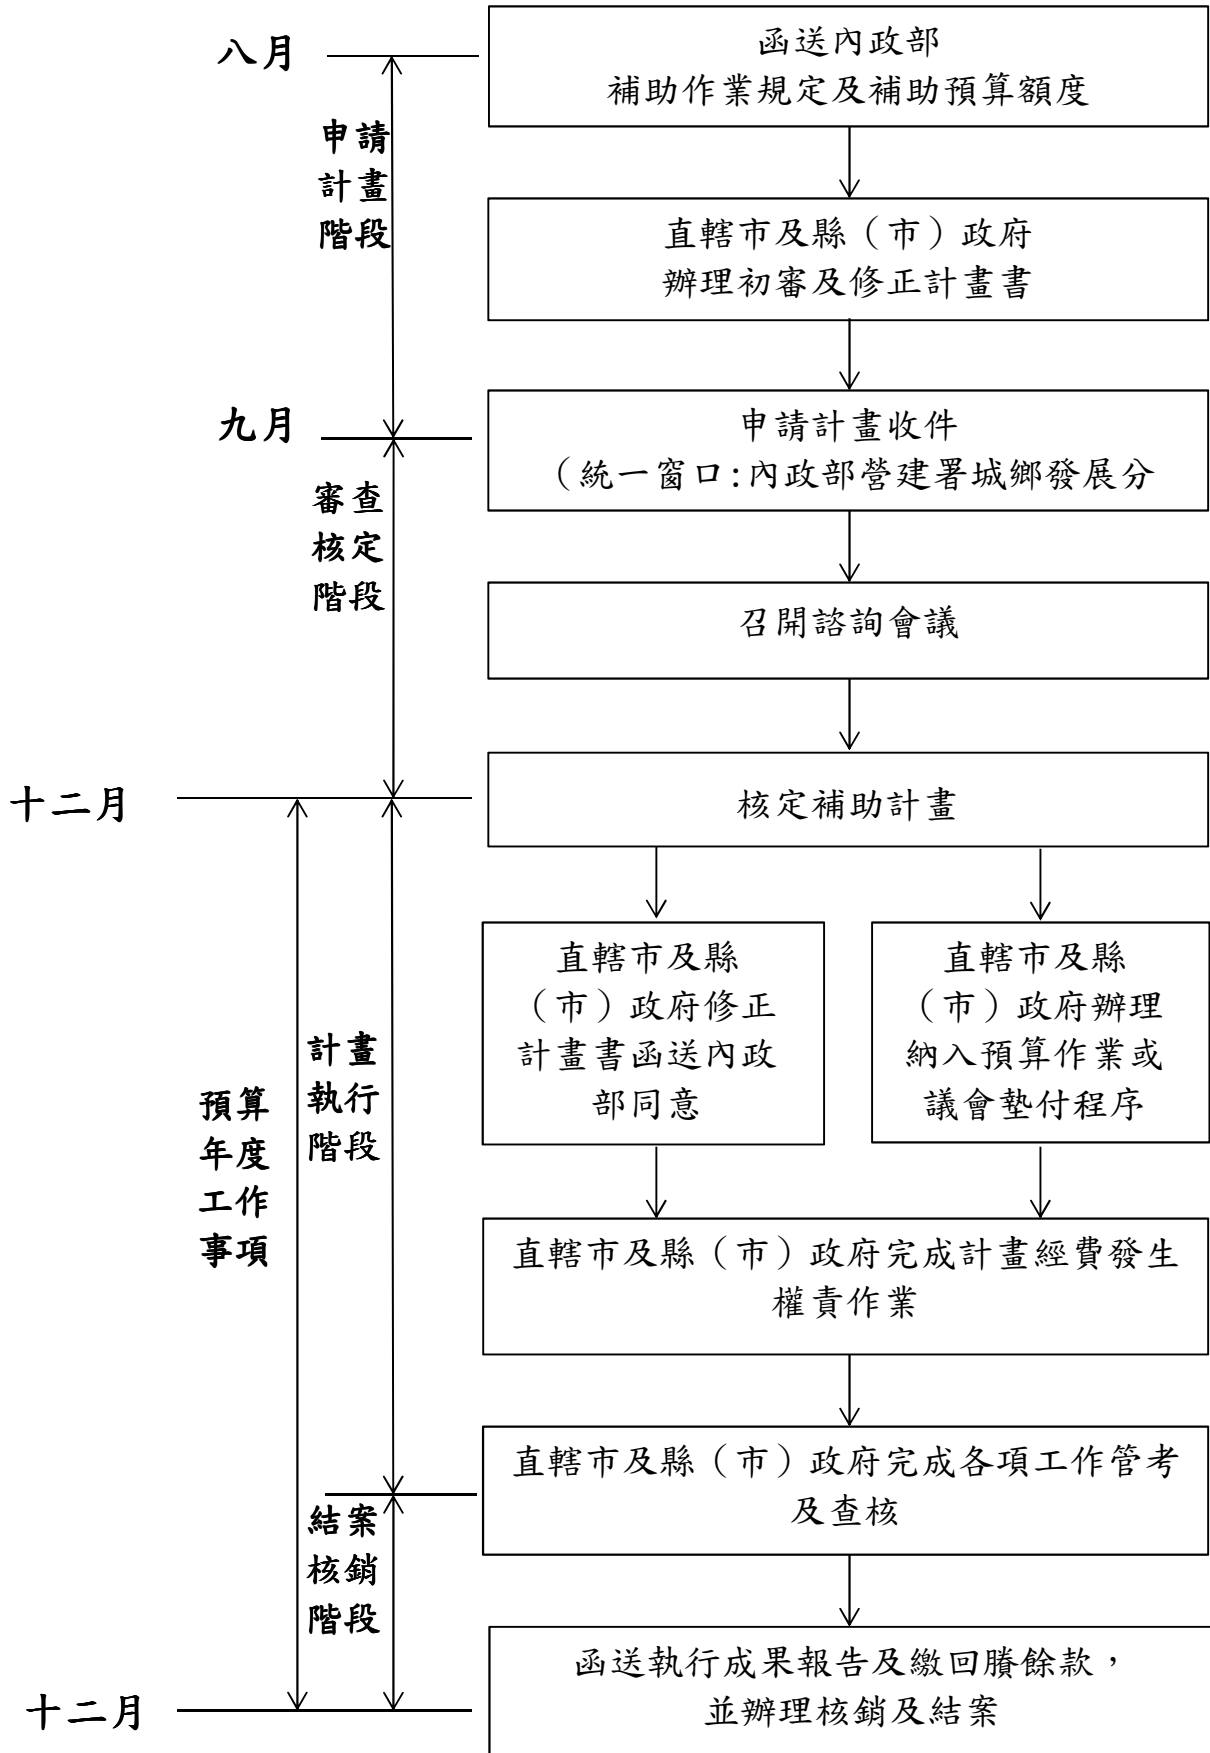 八月
函送內政部
補助作業規定及補助預算額度
申請
計畫
階段
直轄市及縣（市）政府
辦理初審及修正計畫書
九月
申請計畫收件
（統一窗口:內政部營建署城鄉發展分
審查
核定
階段
召開諮詢會議
十二月
核定補助計畫
直轄市及縣
（市）政府修正
計畫書函送內政
部同意
直轄市及縣
（市）政府辦理
納入預算作業或
議會墊付程序
計畫
執行
階段
預算
年度
工作
事項
直轄市及縣（市）政府完成計畫經費發生
權責作業
直轄市及縣（市）政府完成各項工作管考
及查核
結案
核銷
階段
函送執行成果報告及繳回賸餘款，
並辦理核銷及結案
十二月